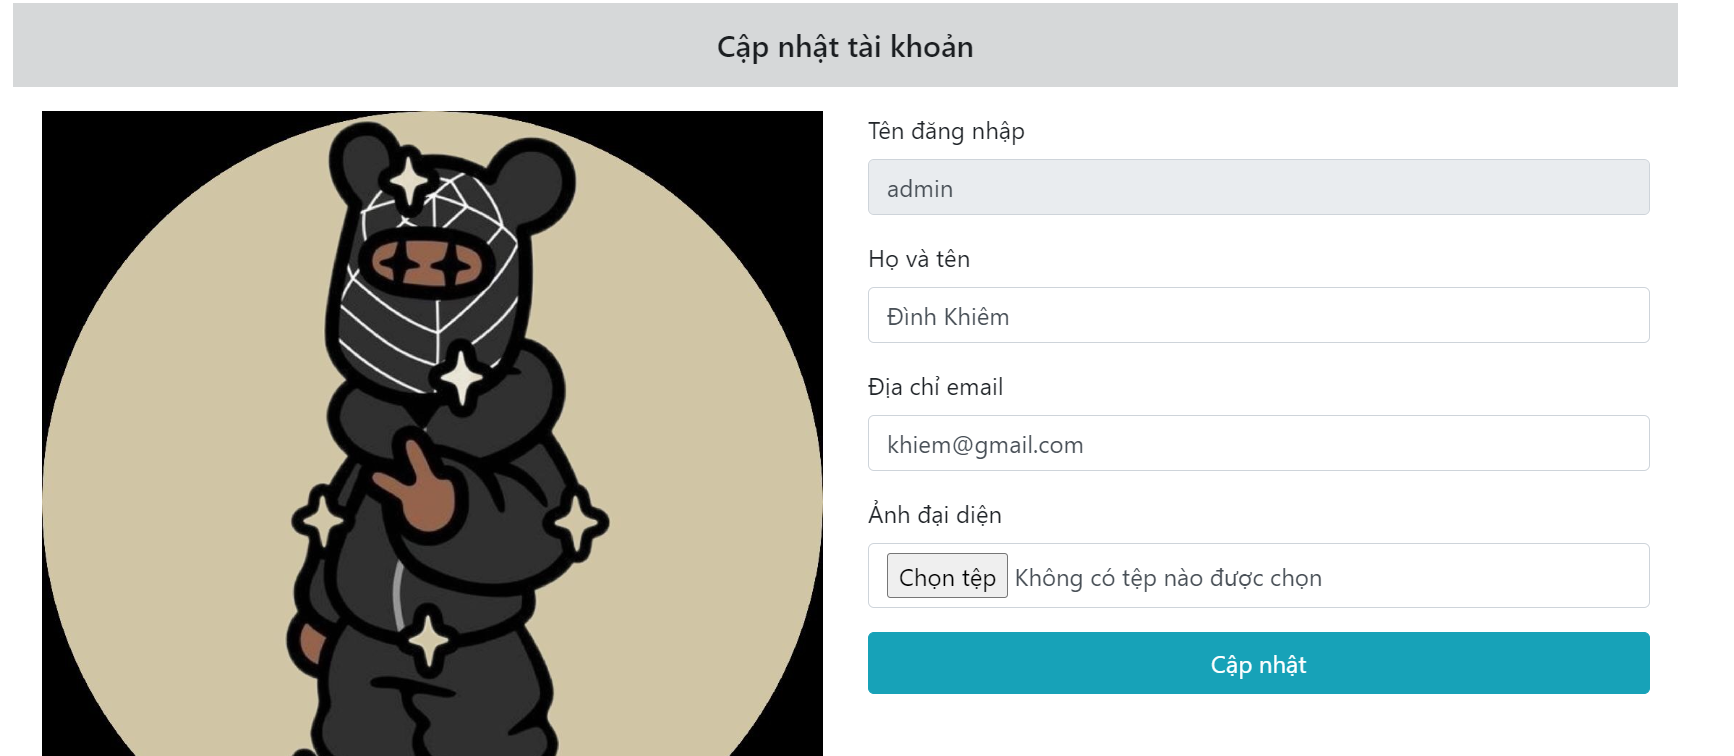 Cập nhật tài khoản
Tên đăng nhập
admin
Họ và tên
Đình Khiêm
Địa chỉ email
khiem@gmail.com
Ảnh đại diện
Chọn tệp Không có tệp nào được chọn
Cập nhật